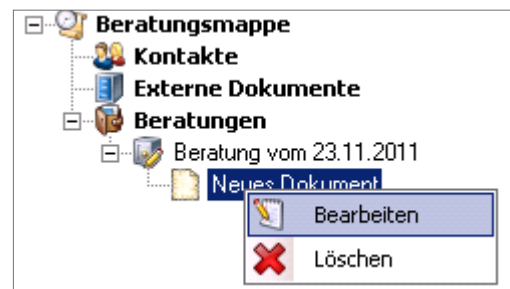 Beratungsmappe
Kontakte
Externe Dokumente
Beratungen
Beratung vom 23.11.2011
Neues Dokument
Bearbeiten
Löschen